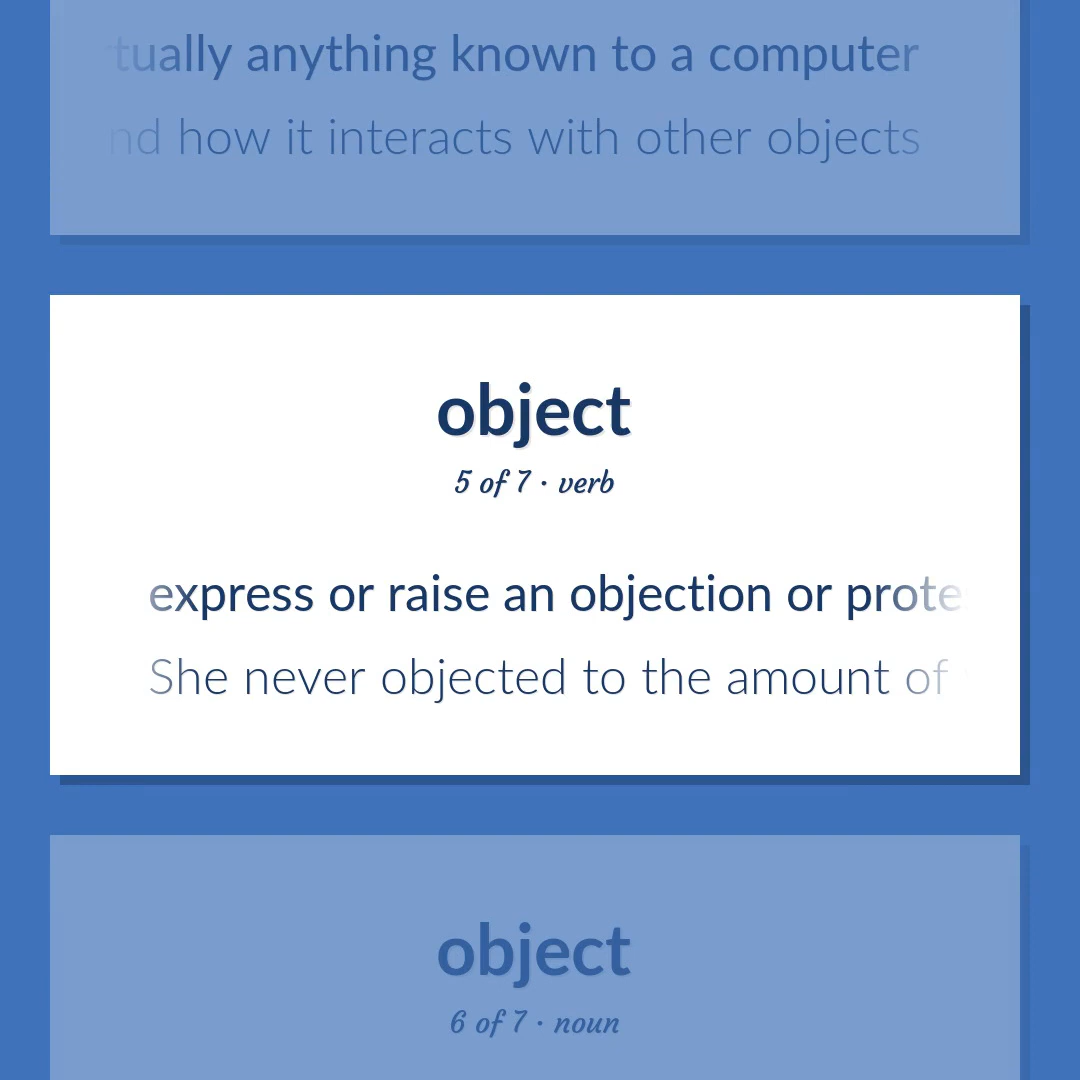 tually anything known to a computer
nd how it interacts with other objects
object
5 of 7 · verb
express or raise an objection or prote
She never objected to the amount of
object
6 of 7 · noun